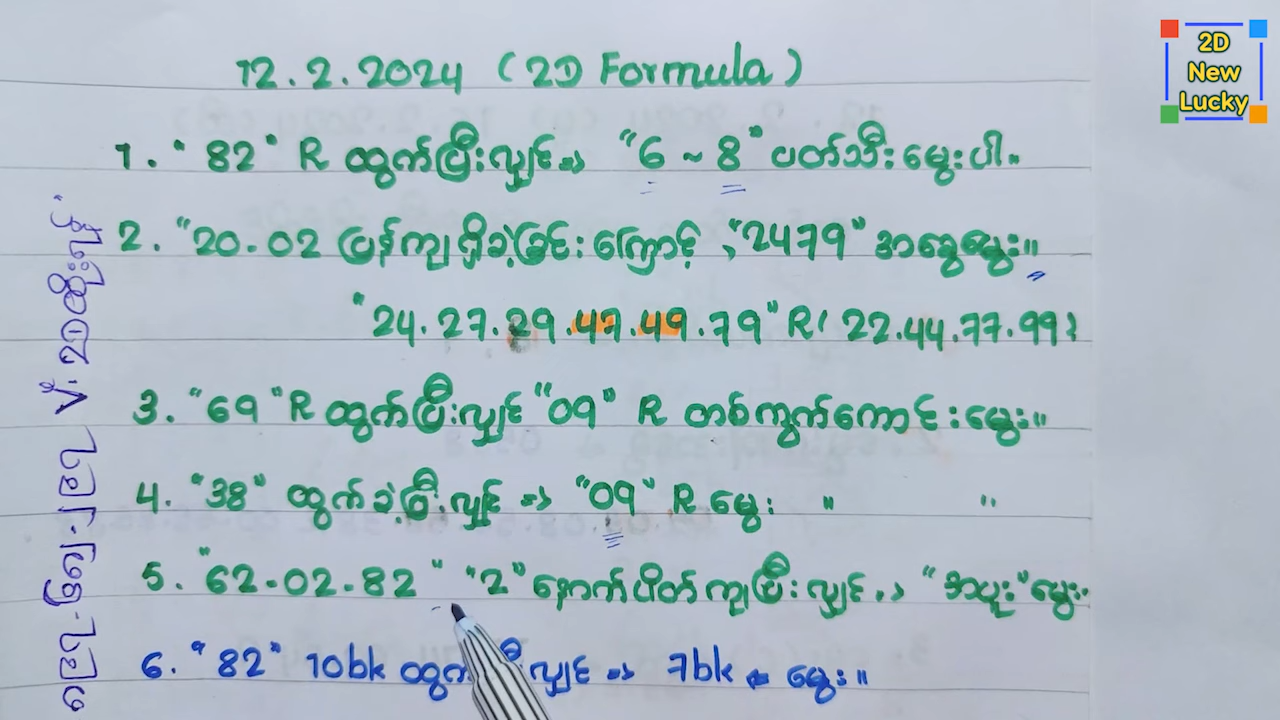 12.2.2024 (2D Formula)
2D
New
Lucky
1. "82" R ထွက်ပြီးလျှင် => "6 ~ 8" ပတ်သီးမွေးပါ။
2. "20.02 ပြန်ကျရှိခဲ့ခြင်းကြောင့် "2479" အခွေမွေး။
"24.27.29.47.49.79" R ( 22.44.77.99 )
3. "69" R ထွက်ပြီးလျှင် "09" R တစ်ကွက်ကောင်းမွေး။
4. "38" ထွက်ခဲ့ပြီးလျှင် => "09" R မွေး " "
5. "62-02-82" "2" နောက်ပိတ်ကျပြီးလျှင် => "အပူး" မွေး။
6. "82" 10bk ထွက် လျှင် => 7bk မွေး။